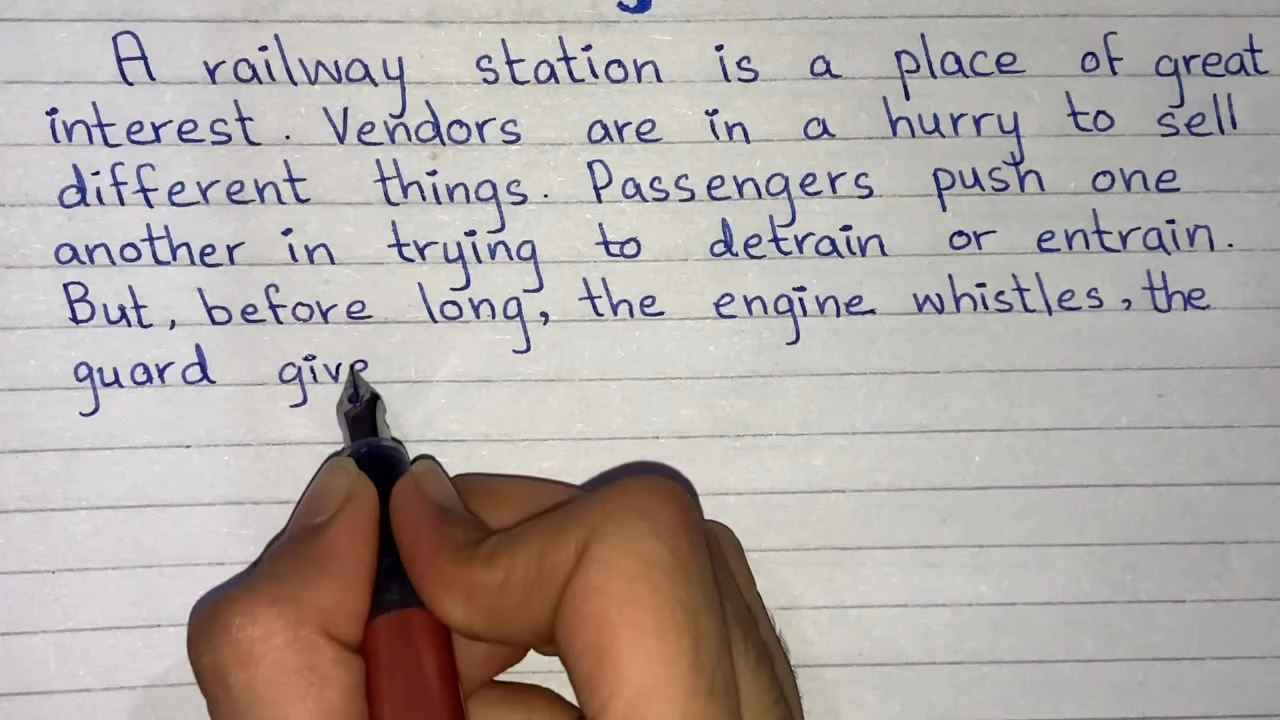 A railway station is a place of great
interest. Vendors are in a hurry to sell
different things. Passengers push one
another in trying to detrain or entrain.
But, before long, the engine whistles, the
guard give